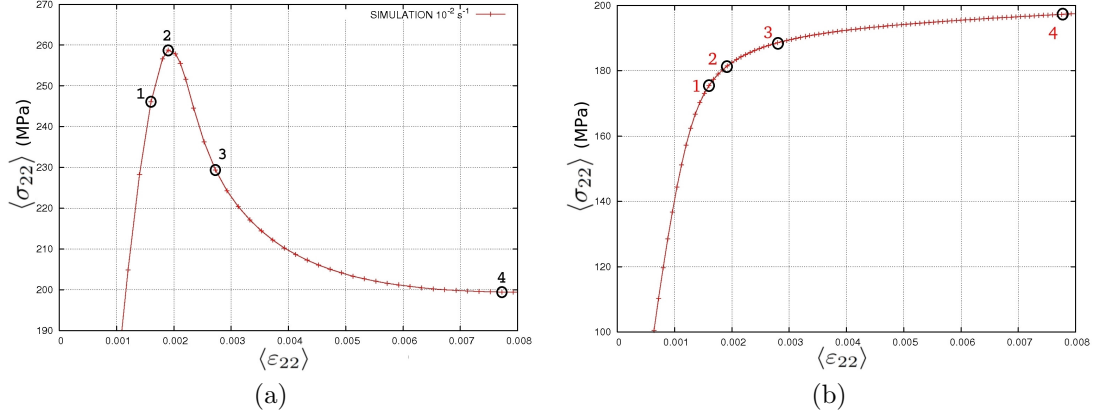 SIMULATION 10⁻² s⁻¹
270
260
250
240
230
220
210
200
190
⟨σ₂₂⟩ (MPa)
1
2
3
4
0 0.001 0.002 0.003 0.004 0.005 0.006 0.007 0.008
⟨ε₂₂⟩
(a)
200
180
160
140
120
100
⟨σ₂₂⟩ (MPa)
1
2
3
4
0 0.001 0.002 0.003 0.004 0.005 0.006 0.007 0.008
⟨ε₂₂⟩
(b)